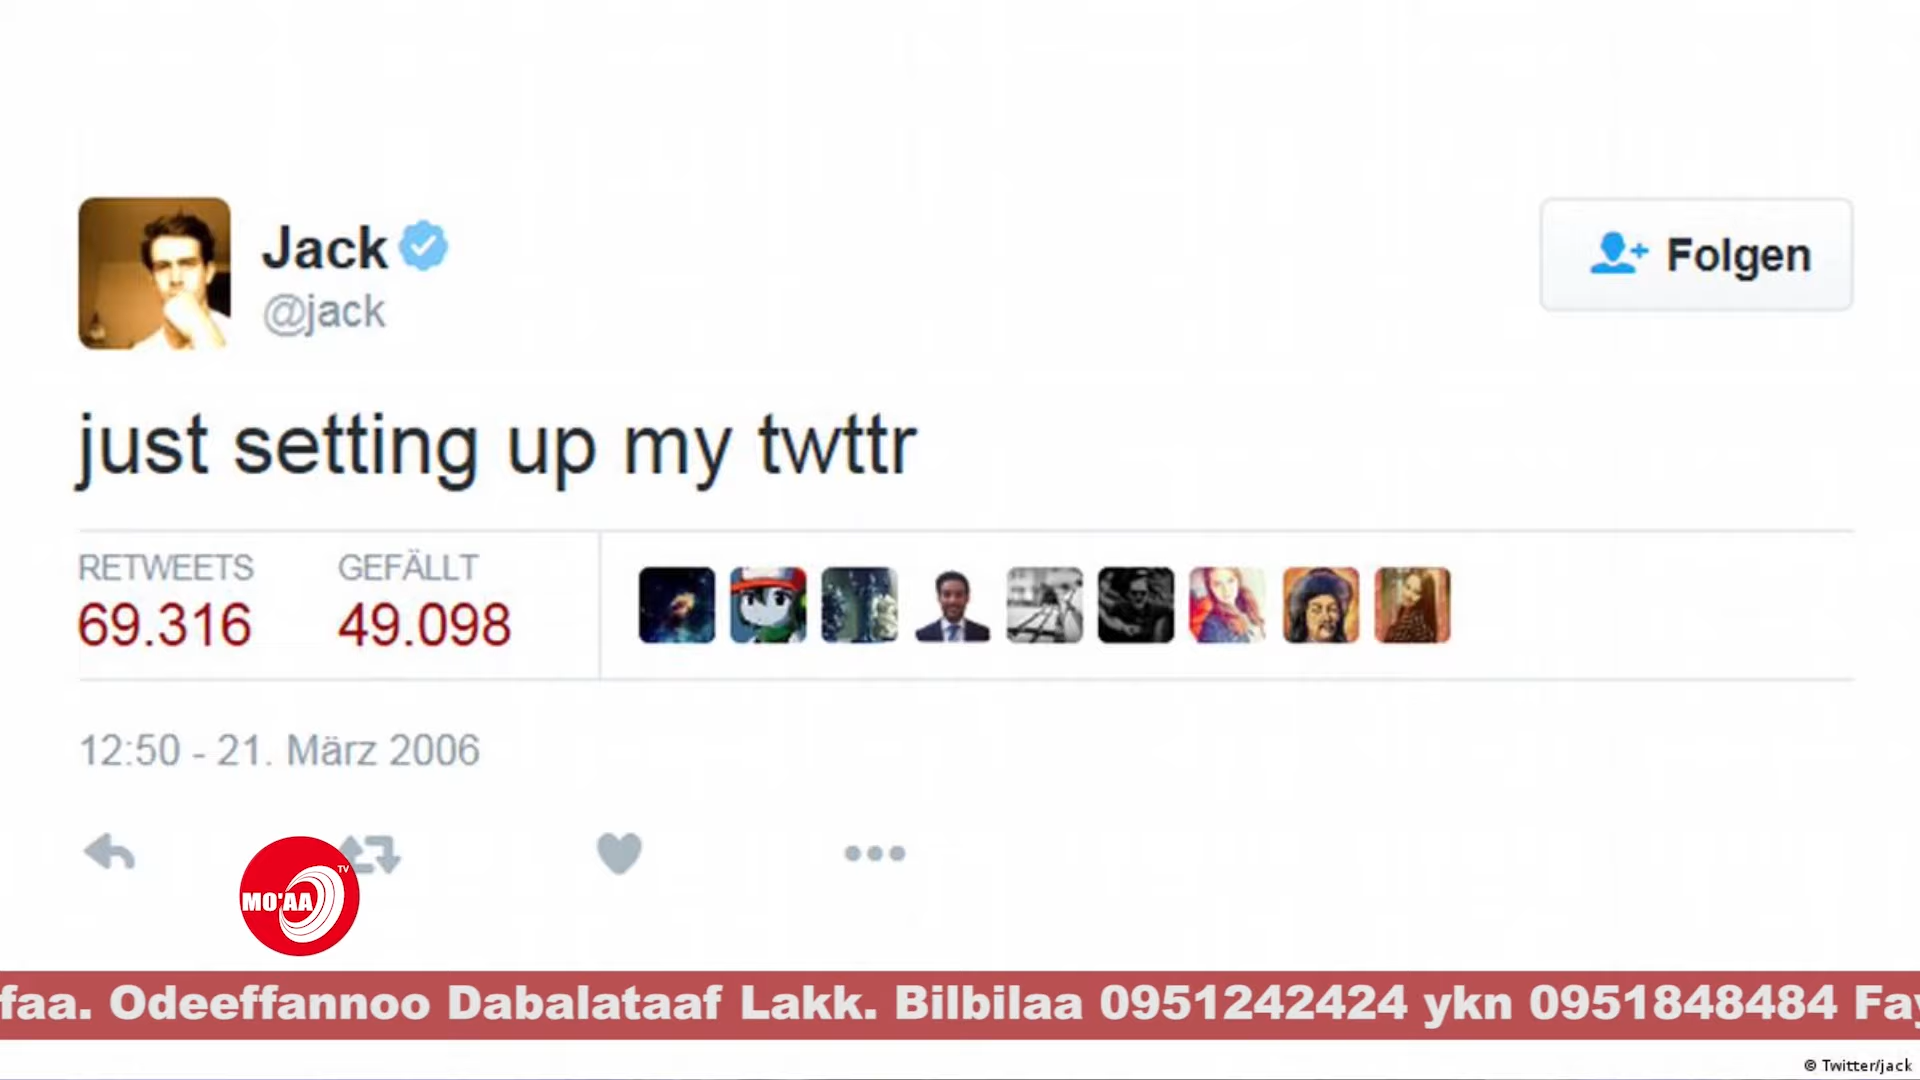 Jack
@jack
Folgen
just setting up my twttr
RETWEETS
69.316
GEFÄLLT
49.098
12:50 - 21. März 2006
MO'AA
TV
faa. Odeeffannoo Dabalataaf Lakk. Bilbilaa 0951242424 ykn 0951848484
© Twitter/jack